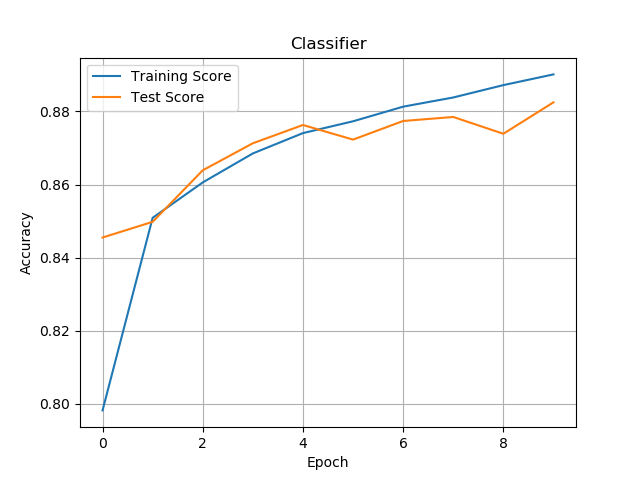 Classifier
Training Score
Test Score
0.88
0.86
0.84
0.82
0.80
Accuracy
0 2 4 6 8
Epoch